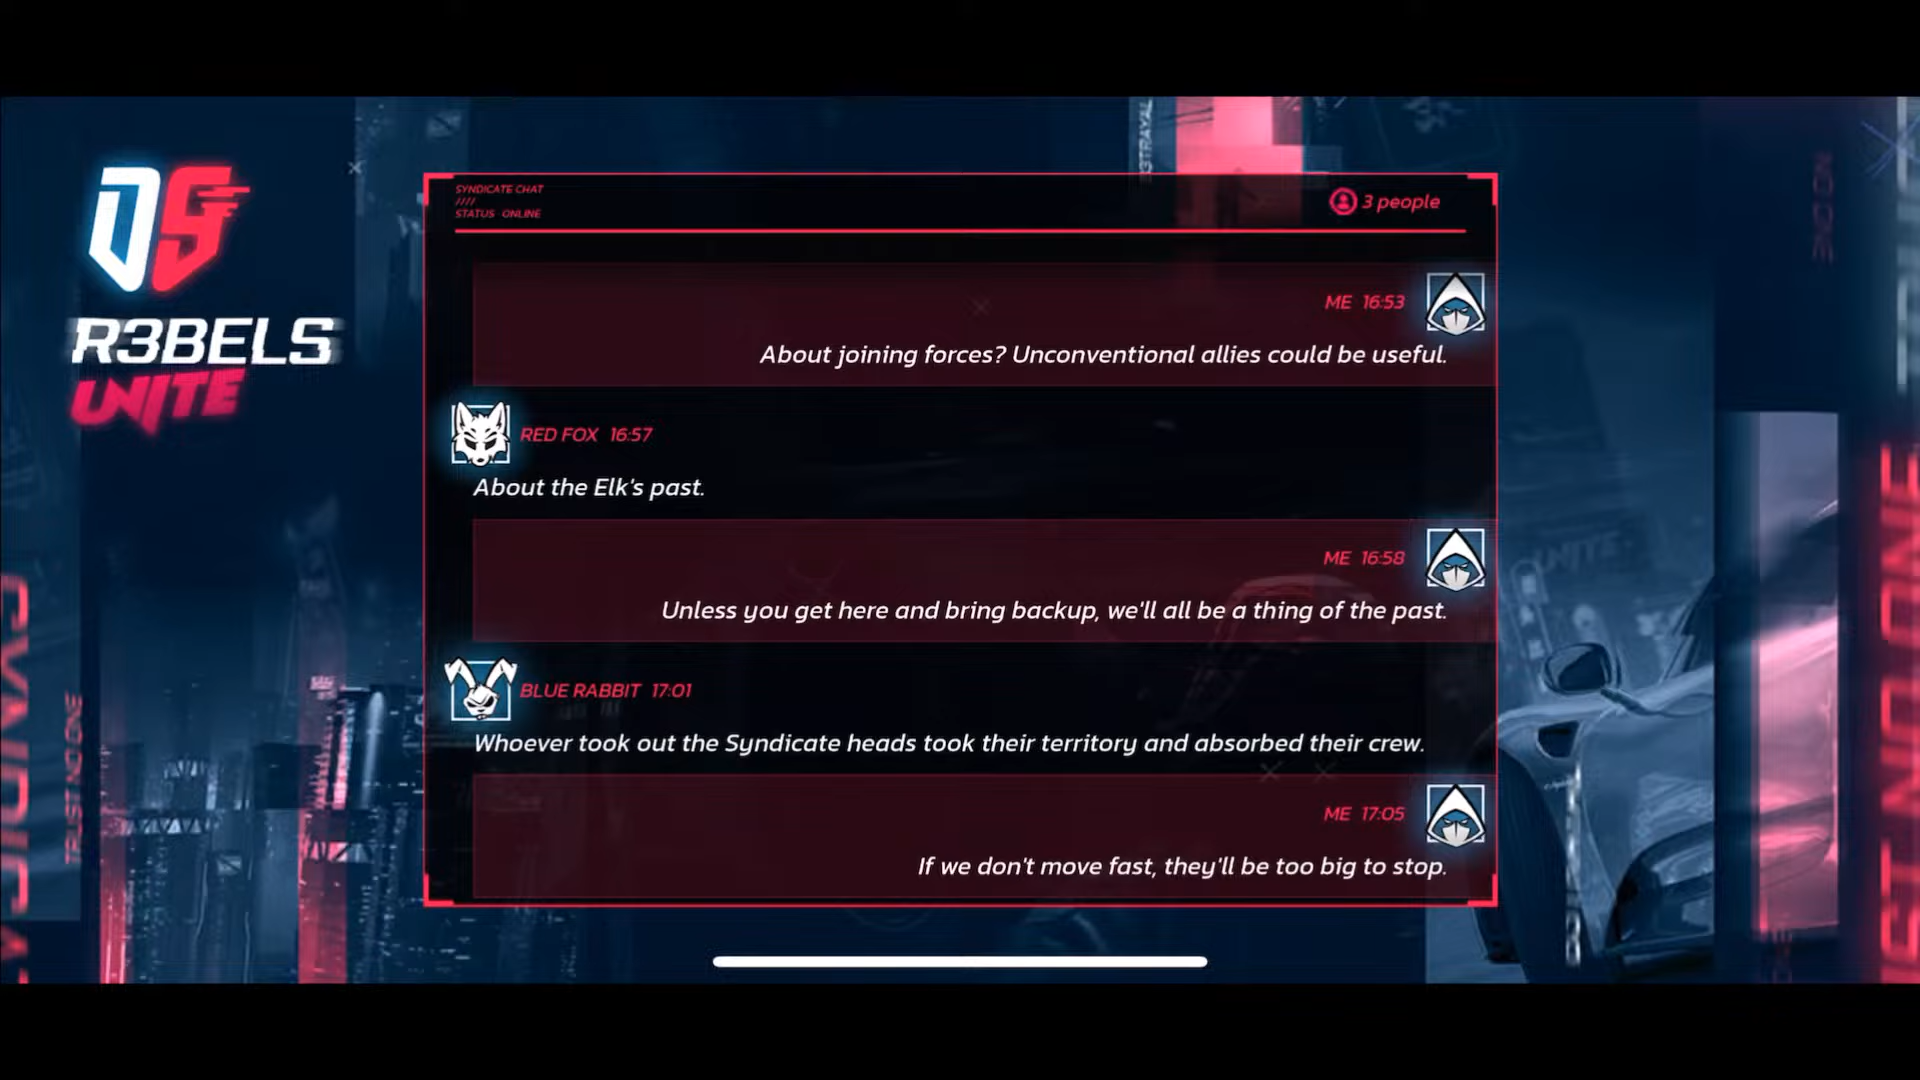 R3BELS
UNITE
SYNDICATE CHAT
////
STATUS ONLINE
3 people
ME 16:53
About joining forces? Unconventional allies could be useful.
RED FOX 16:57
About the Elk's past.
ME 16:58
Unless you get here and bring backup, we'll all be a thing of the past.
BLUE RABBIT 17:01
Whoever took out the Syndicate heads took their territory and absorbed their crew.
ME 17:05
If we don't move fast, they'll be too big to stop.
UNITE